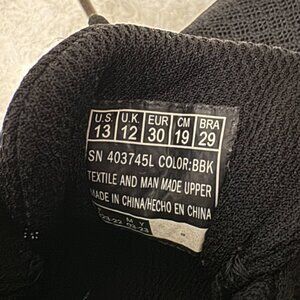 U.S. U.K. EUR CM BRA
13 12 30 19 29
SN 403745L COLOR:BBK
TEXTILE AND MAN MADE UPPER
MADE IN CHINA/HECHO EN CHINA
M Y